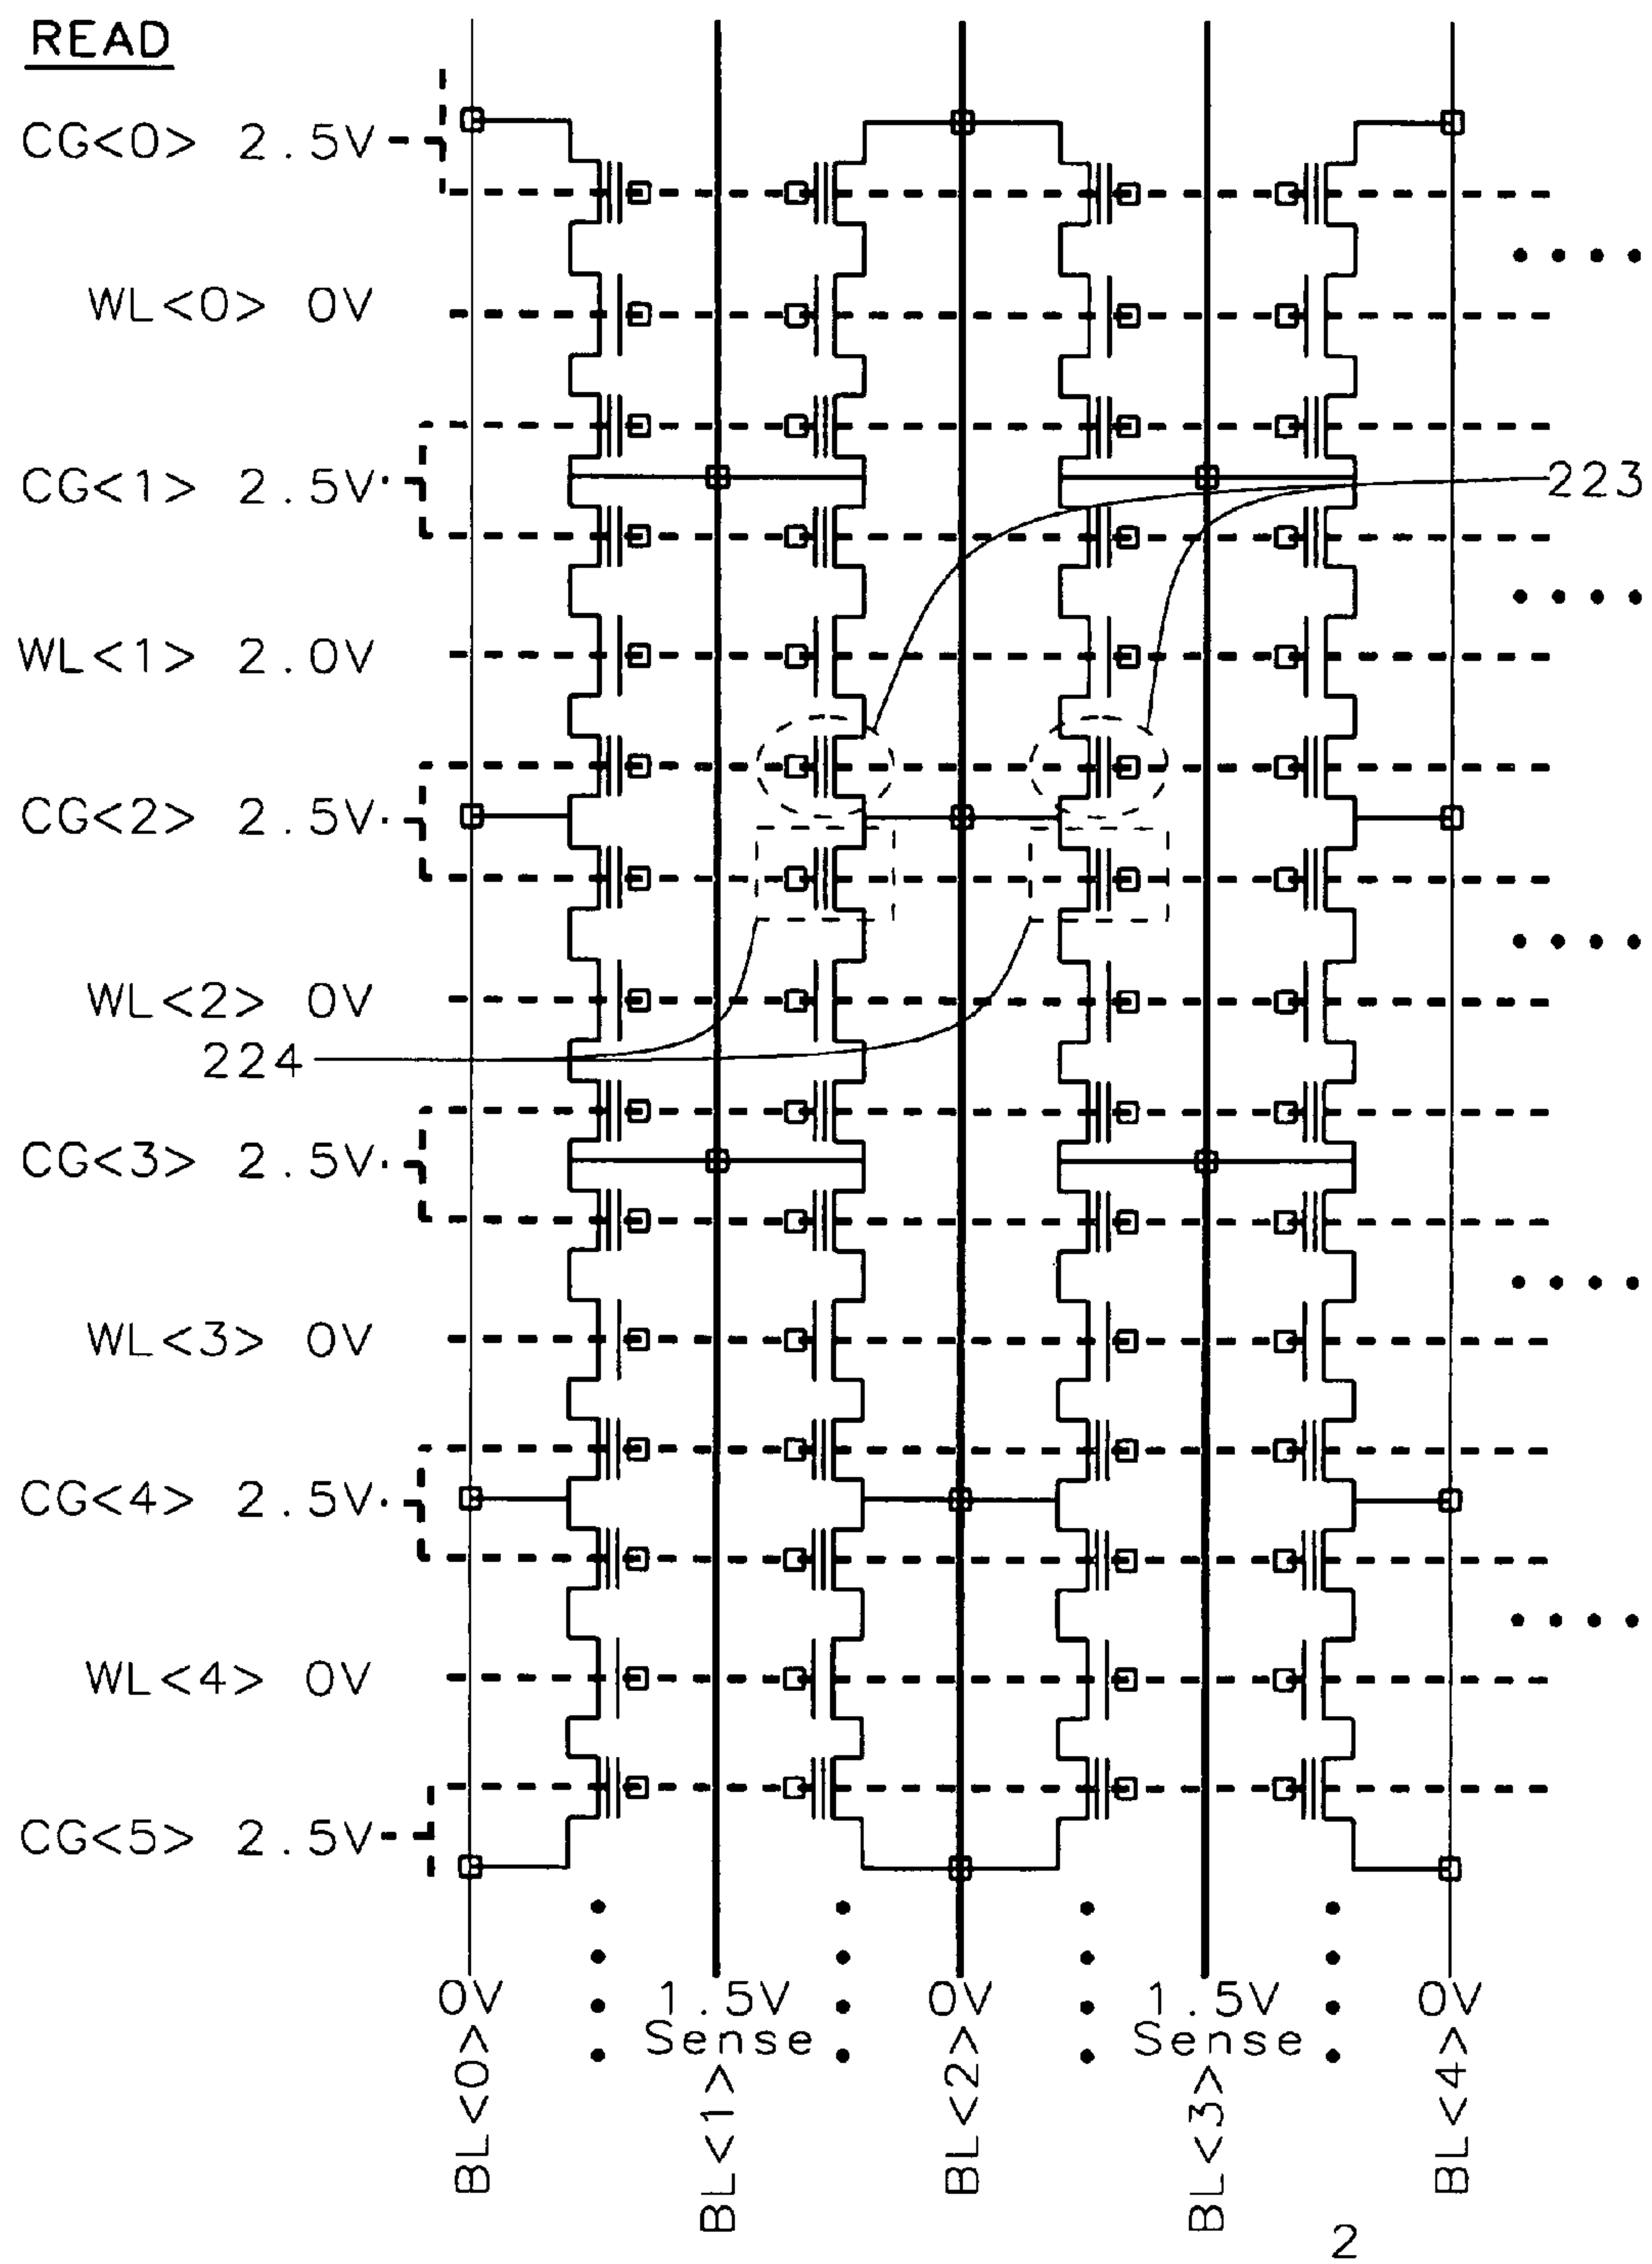 READ
CG<0> 2.5V
WL<0> 0V
CG<1> 2.5V
223
WL<1> 2.0V
CG<2> 2.5V
WL<2> 0V
224
CG<3> 2.5V
WL<3> 0V
CG<4> 2.5V
WL<4> 0V
CG<5> 2.5V
0V
1.5V
0V
1.5V
0V
Sense
Sense
BL<0>
BL<1>
BL<2>
BL<3>
BL<4>
2